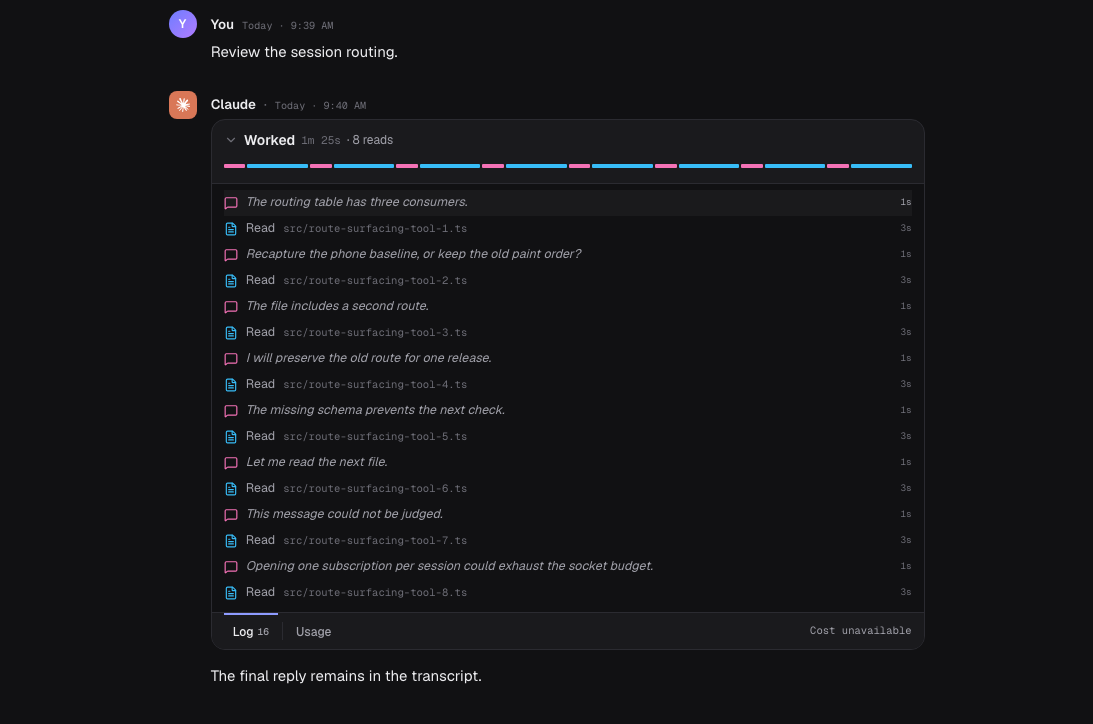 Y You Today · 9:39 AM
Review the session routing.
Claude · Today · 9:40 AM
Worked 1m 25s · 8 reads
The routing table has three consumers. 1s
Read src/route-surfacing-tool-1.ts 3s
Recapture the phone baseline, or keep the old paint order? 1s
Read src/route-surfacing-tool-2.ts 3s
The file includes a second route. 1s
Read src/route-surfacing-tool-3.ts 3s
I will preserve the old route for one release. 1s
Read src/route-surfacing-tool-4.ts 3s
The missing schema prevents the next check. 1s
Read src/route-surfacing-tool-5.ts 3s
Let me read the next file. 1s
Read src/route-surfacing-tool-6.ts 3s
This message could not be judged. 1s
Read src/route-surfacing-tool-7.ts 3s
Opening one subscription per session could exhaust the socket budget. 1s
Read src/route-surfacing-tool-8.ts 3s
Log 16 Usage Cost unavailable
The final reply remains in the transcript.